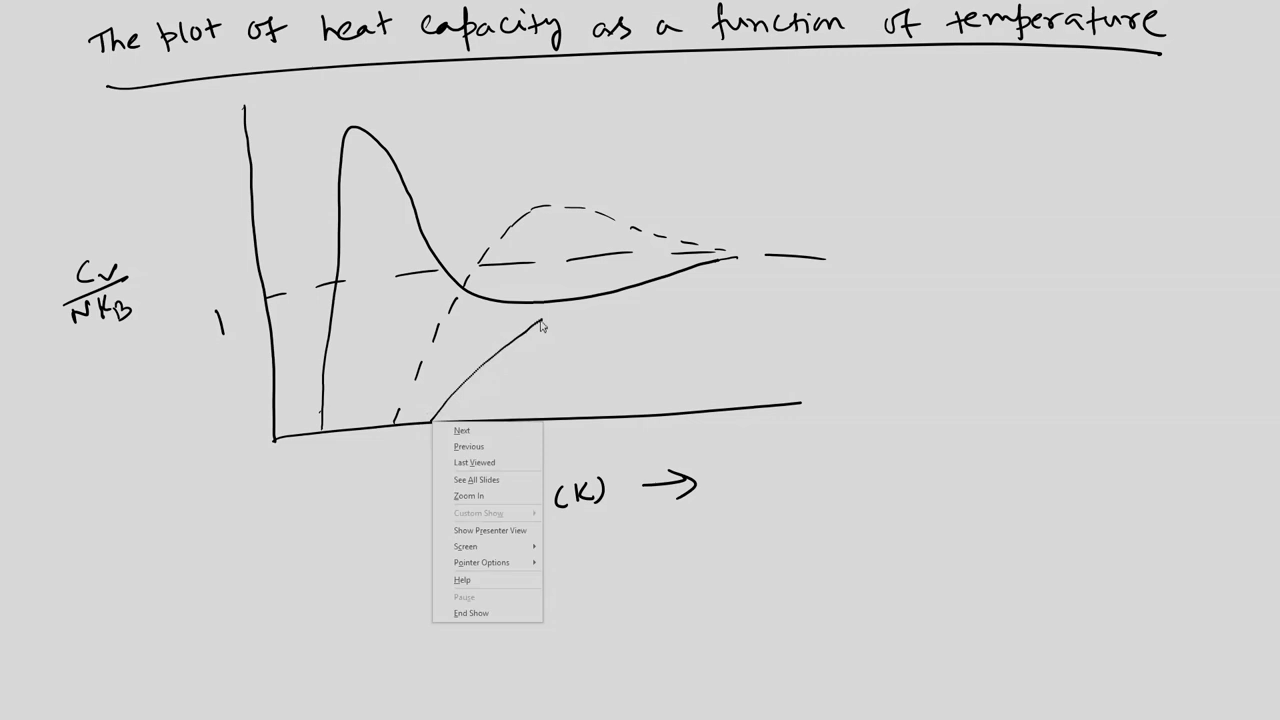 The plot of heat capacity as a function of temperature
Cv
NKB
1
(K) →
Next
Previous
Last Viewed
See All Slides
Zoom In
Custom Show
Show Presenter View
Screen
Pointer Options
Help
Pause
End Show